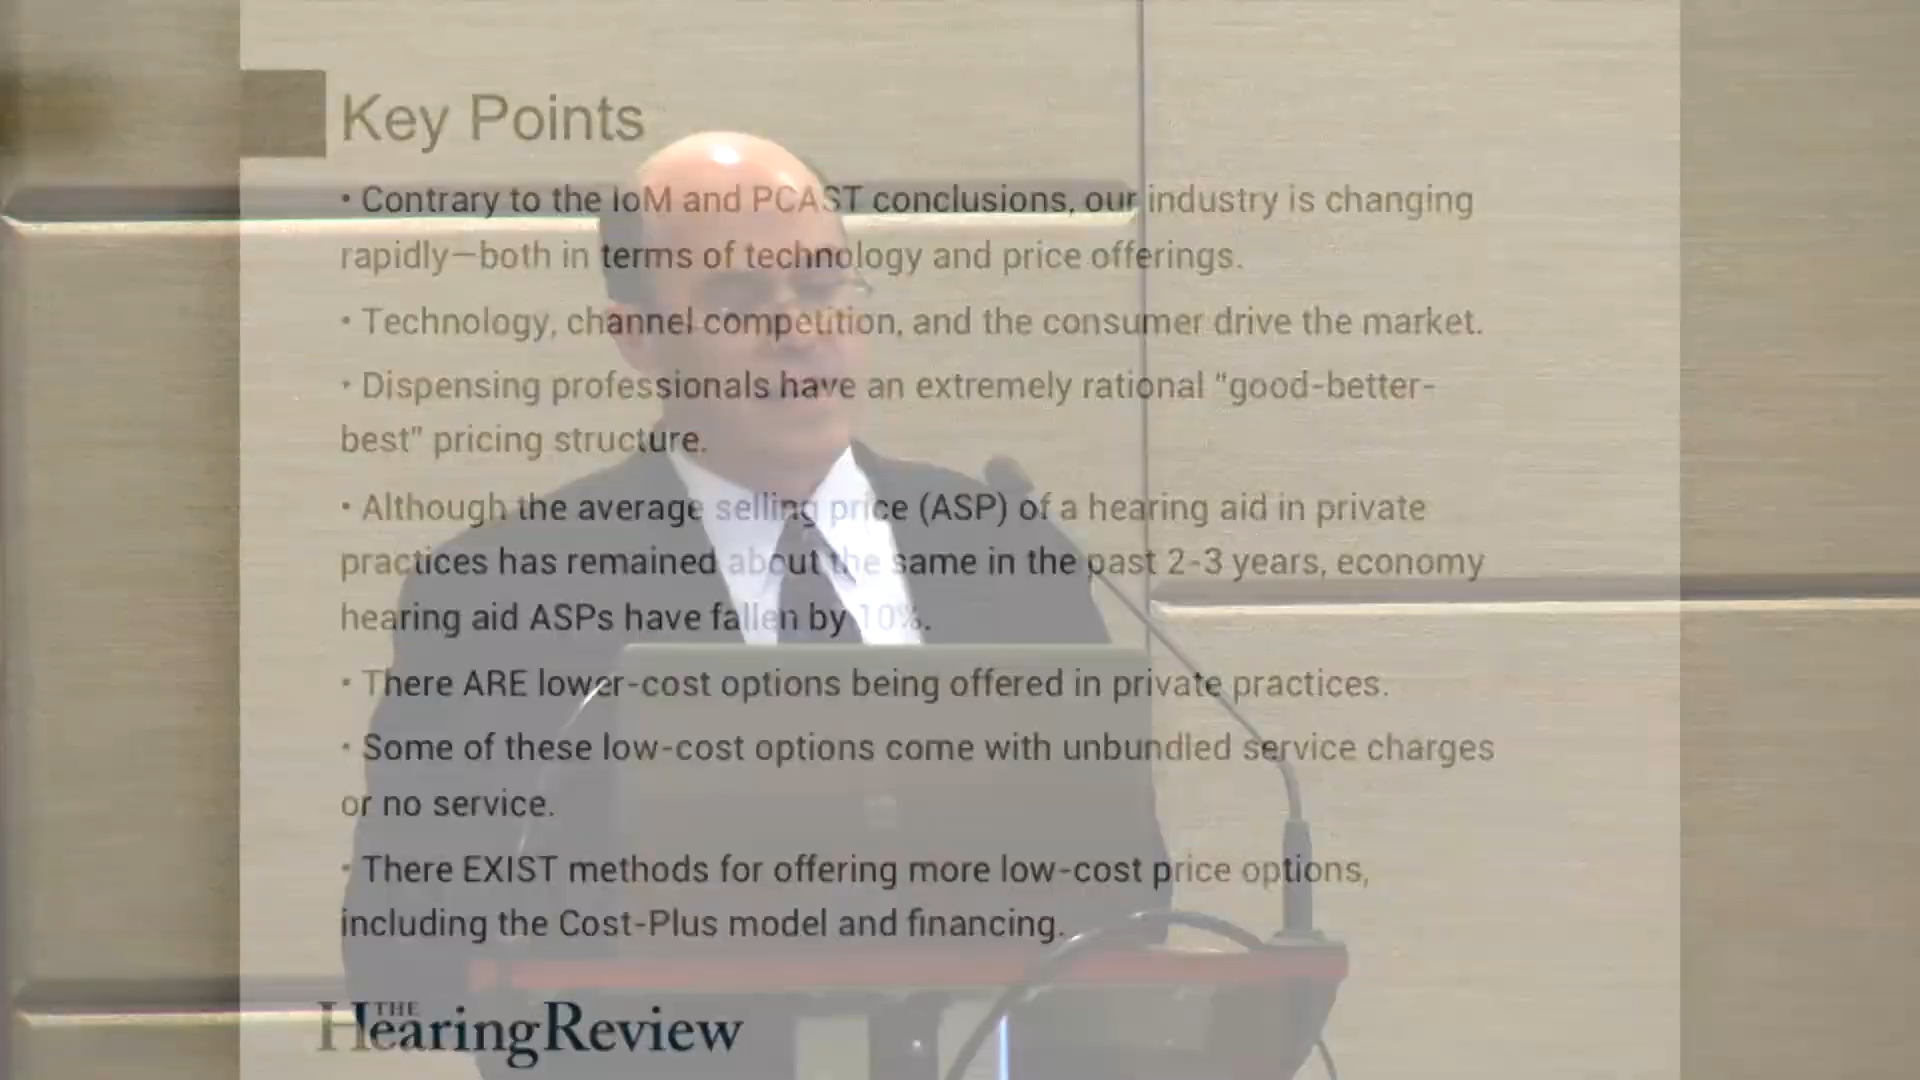 Key Points
• Contrary to the IoM and PCAST conclusions, our industry is changing
rapidly—both in terms of technology and price offerings.
• Technology, channel competition, and the consumer drive the market.
• Dispensing professionals have an extremely rational "good-better-
best" pricing structure.
• Although the average selling price (ASP) of a hearing aid in private
practices has remained about the same in the past 2-3 years, economy
hearing aid ASPs have fallen by 10%.
• There ARE lower-cost options being offered in private practices.
• Some of these low-cost options come with unbundled service charges
or no service.
• There EXIST methods for offering more low-cost price options,
including the Cost-Plus model and financing.
THE
HearingReview